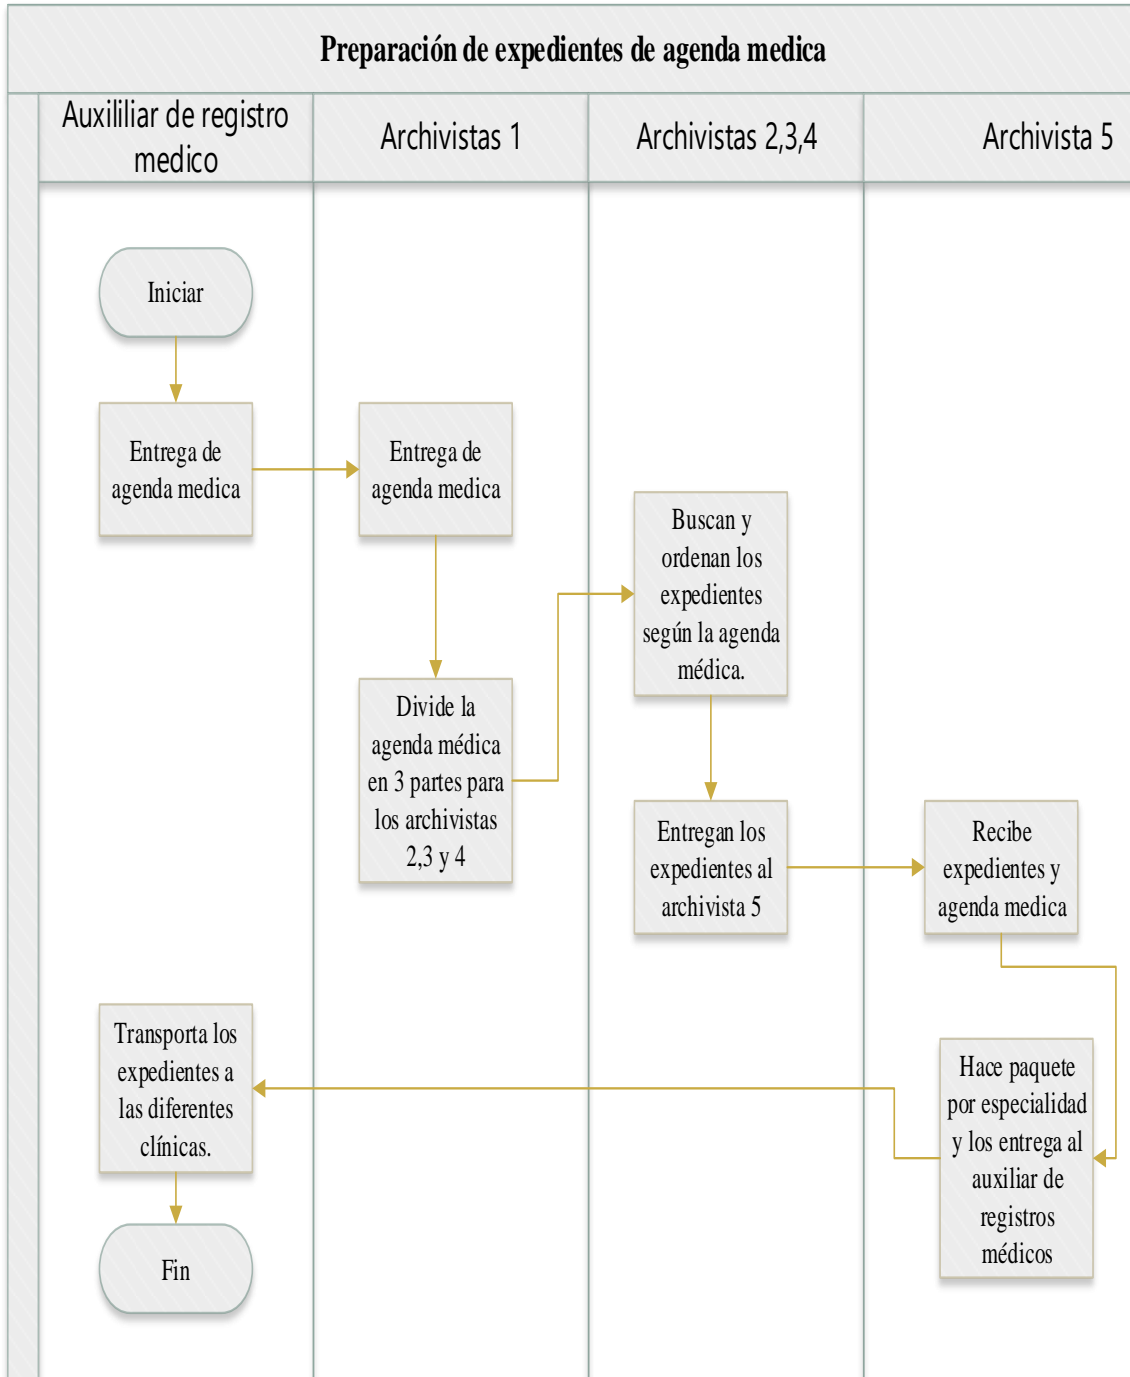 Preparación de expedientes de agenda medica
Auxililiar de registro
medico
Archivistas 1
Archivistas 2,3,4
Archivista 5
Iniciar
Entrega de
agenda medica
Entrega de
agenda medica
Divide la
agenda médica
en 3 partes para
los archivistas
2,3 y 4
Buscan y
ordenan los
expedientes
según la agenda
médica.
Entregan los
expedientes al
archivista 5
Recibe
expedientes y
agenda medica
Hace paquete
por especialidad
y los entrega al
auxiliar de
registros
médicos
Transporta los
expedientes a
las diferentes
clínicas.
Fin